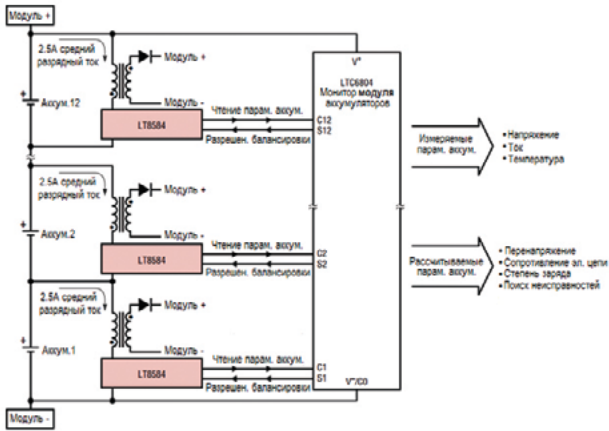 Модуль +
2.5А средний
разрядный ток
Модуль +
Модуль -
Аккум.12
LT8584
Чтение парам. аккум.
Разрешен. балансировки
V+
LTC6804
Монитор модуля
аккумуляторов
C12
S12
Измеряемые
парам. аккум.
• Напряжение
• Ток
• Температура
2.5А средний
разрядный ток
Модуль +
Модуль -
Аккум.2
LT8584
Чтение парам. аккум.
Разрешен. балансировки
C2
S2
Рассчитываемые
парам. аккум.
• Перенапряжение
• Сопротивление эл. цепи
• Степень заряда
• Поиск неисправностей
2.5А средний
разрядный ток
Модуль +
Модуль -
Аккум.1
LT8584
Чтение парам. аккум.
Разрешен. балансировки
C1
S1
V-/C0
Модуль -